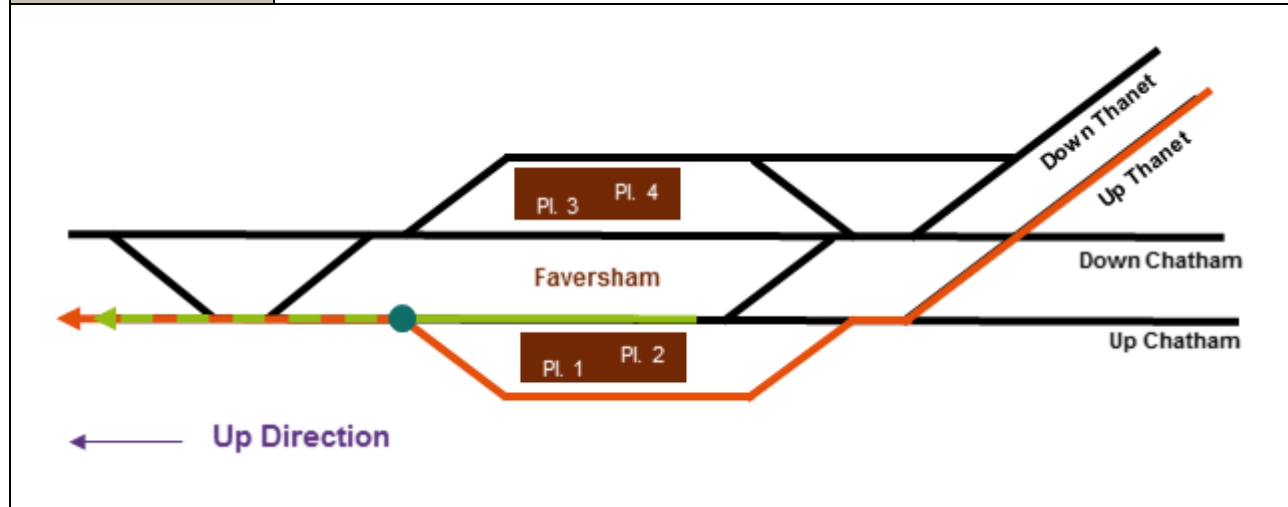 Down Thanet
Up Thanet
Pl. 3
Pl. 4
Down Chatham
Faversham
Up Chatham
Pl. 1
Pl. 2
Up Direction